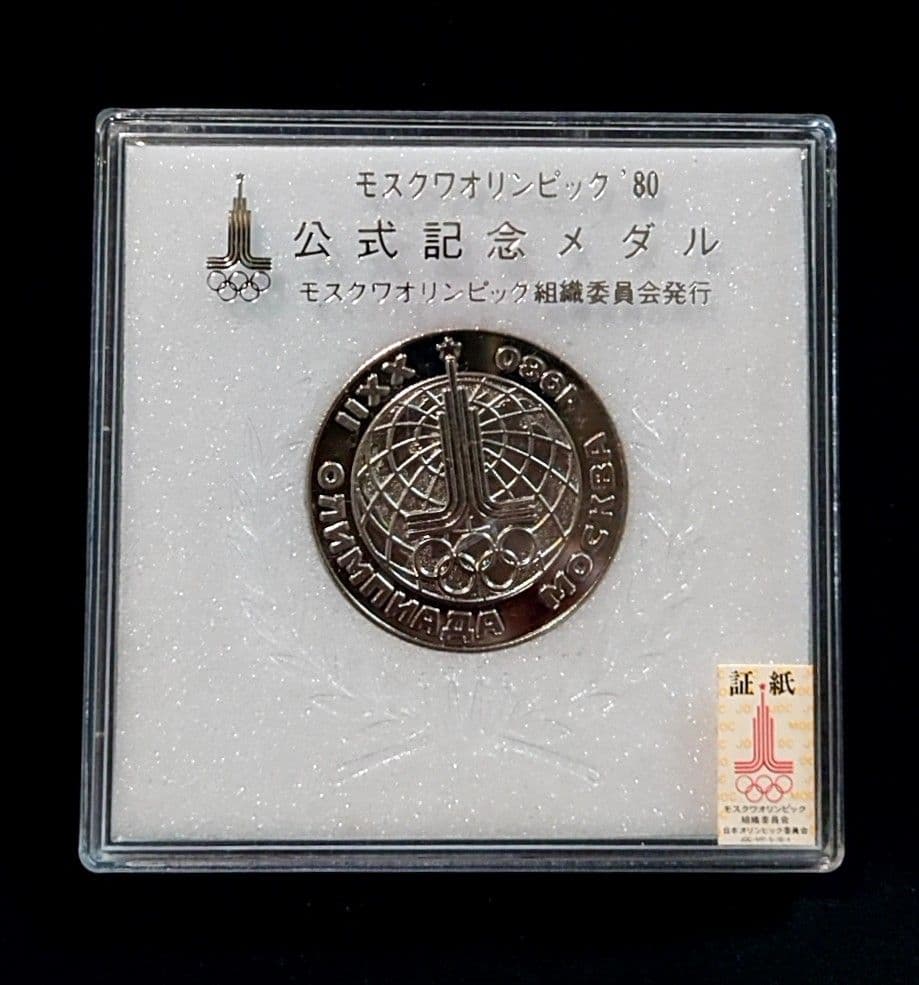 モスクワオリンピック '80
公式記念メダル
モスクワオリンピック組織委員会発行
XXII ОЛИМПИАДА МОСКВА 1980
証紙
モスクワオリンピック
組織委員会
日本オリンピック委員会